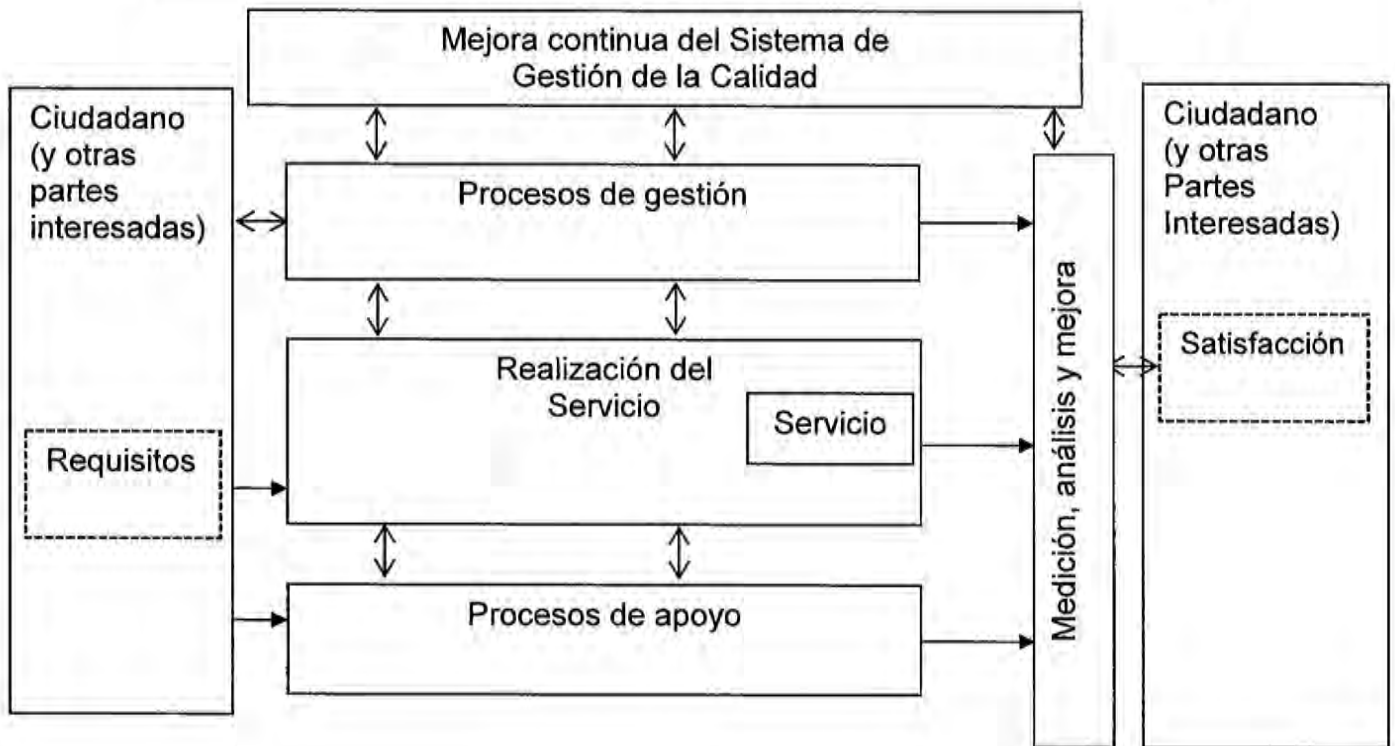 Mejora continua del Sistema de
Gestión de la Calidad
Ciudadano
(y otras
partes
interesadas)
Requisitos
Procesos de gestión
Realización del
Servicio
Servicio
Procesos de apoyo
Medición, análisis y mejora
Ciudadano
(y otras
Partes
Interesadas)
Satisfacción